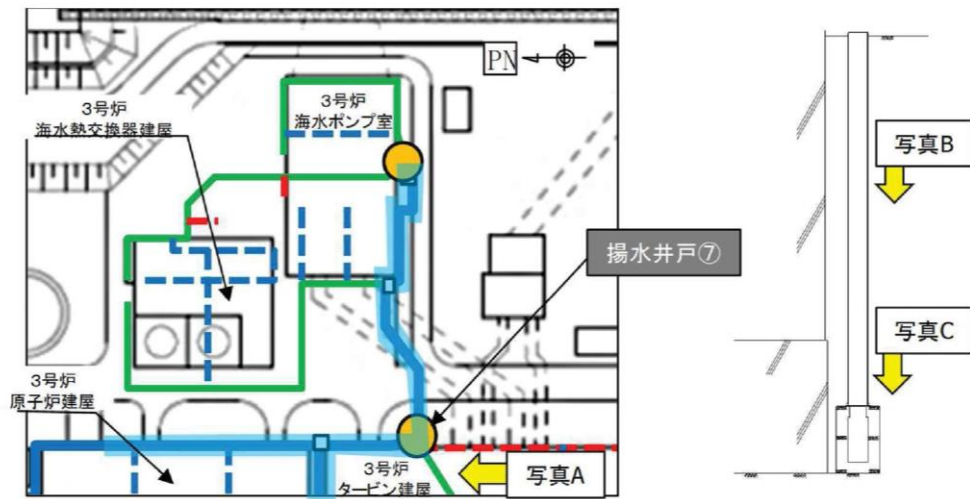 PN
3号炉
海水熱交換器建屋
3号炉
海水ポンプ室
写真B
揚水井戸⑦
写真C
3号炉
原子炉建屋
3号炉
タービン建屋
写真A